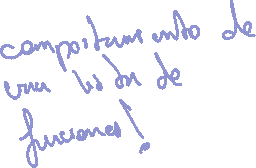 comportamiento de
una lista de
funciones!